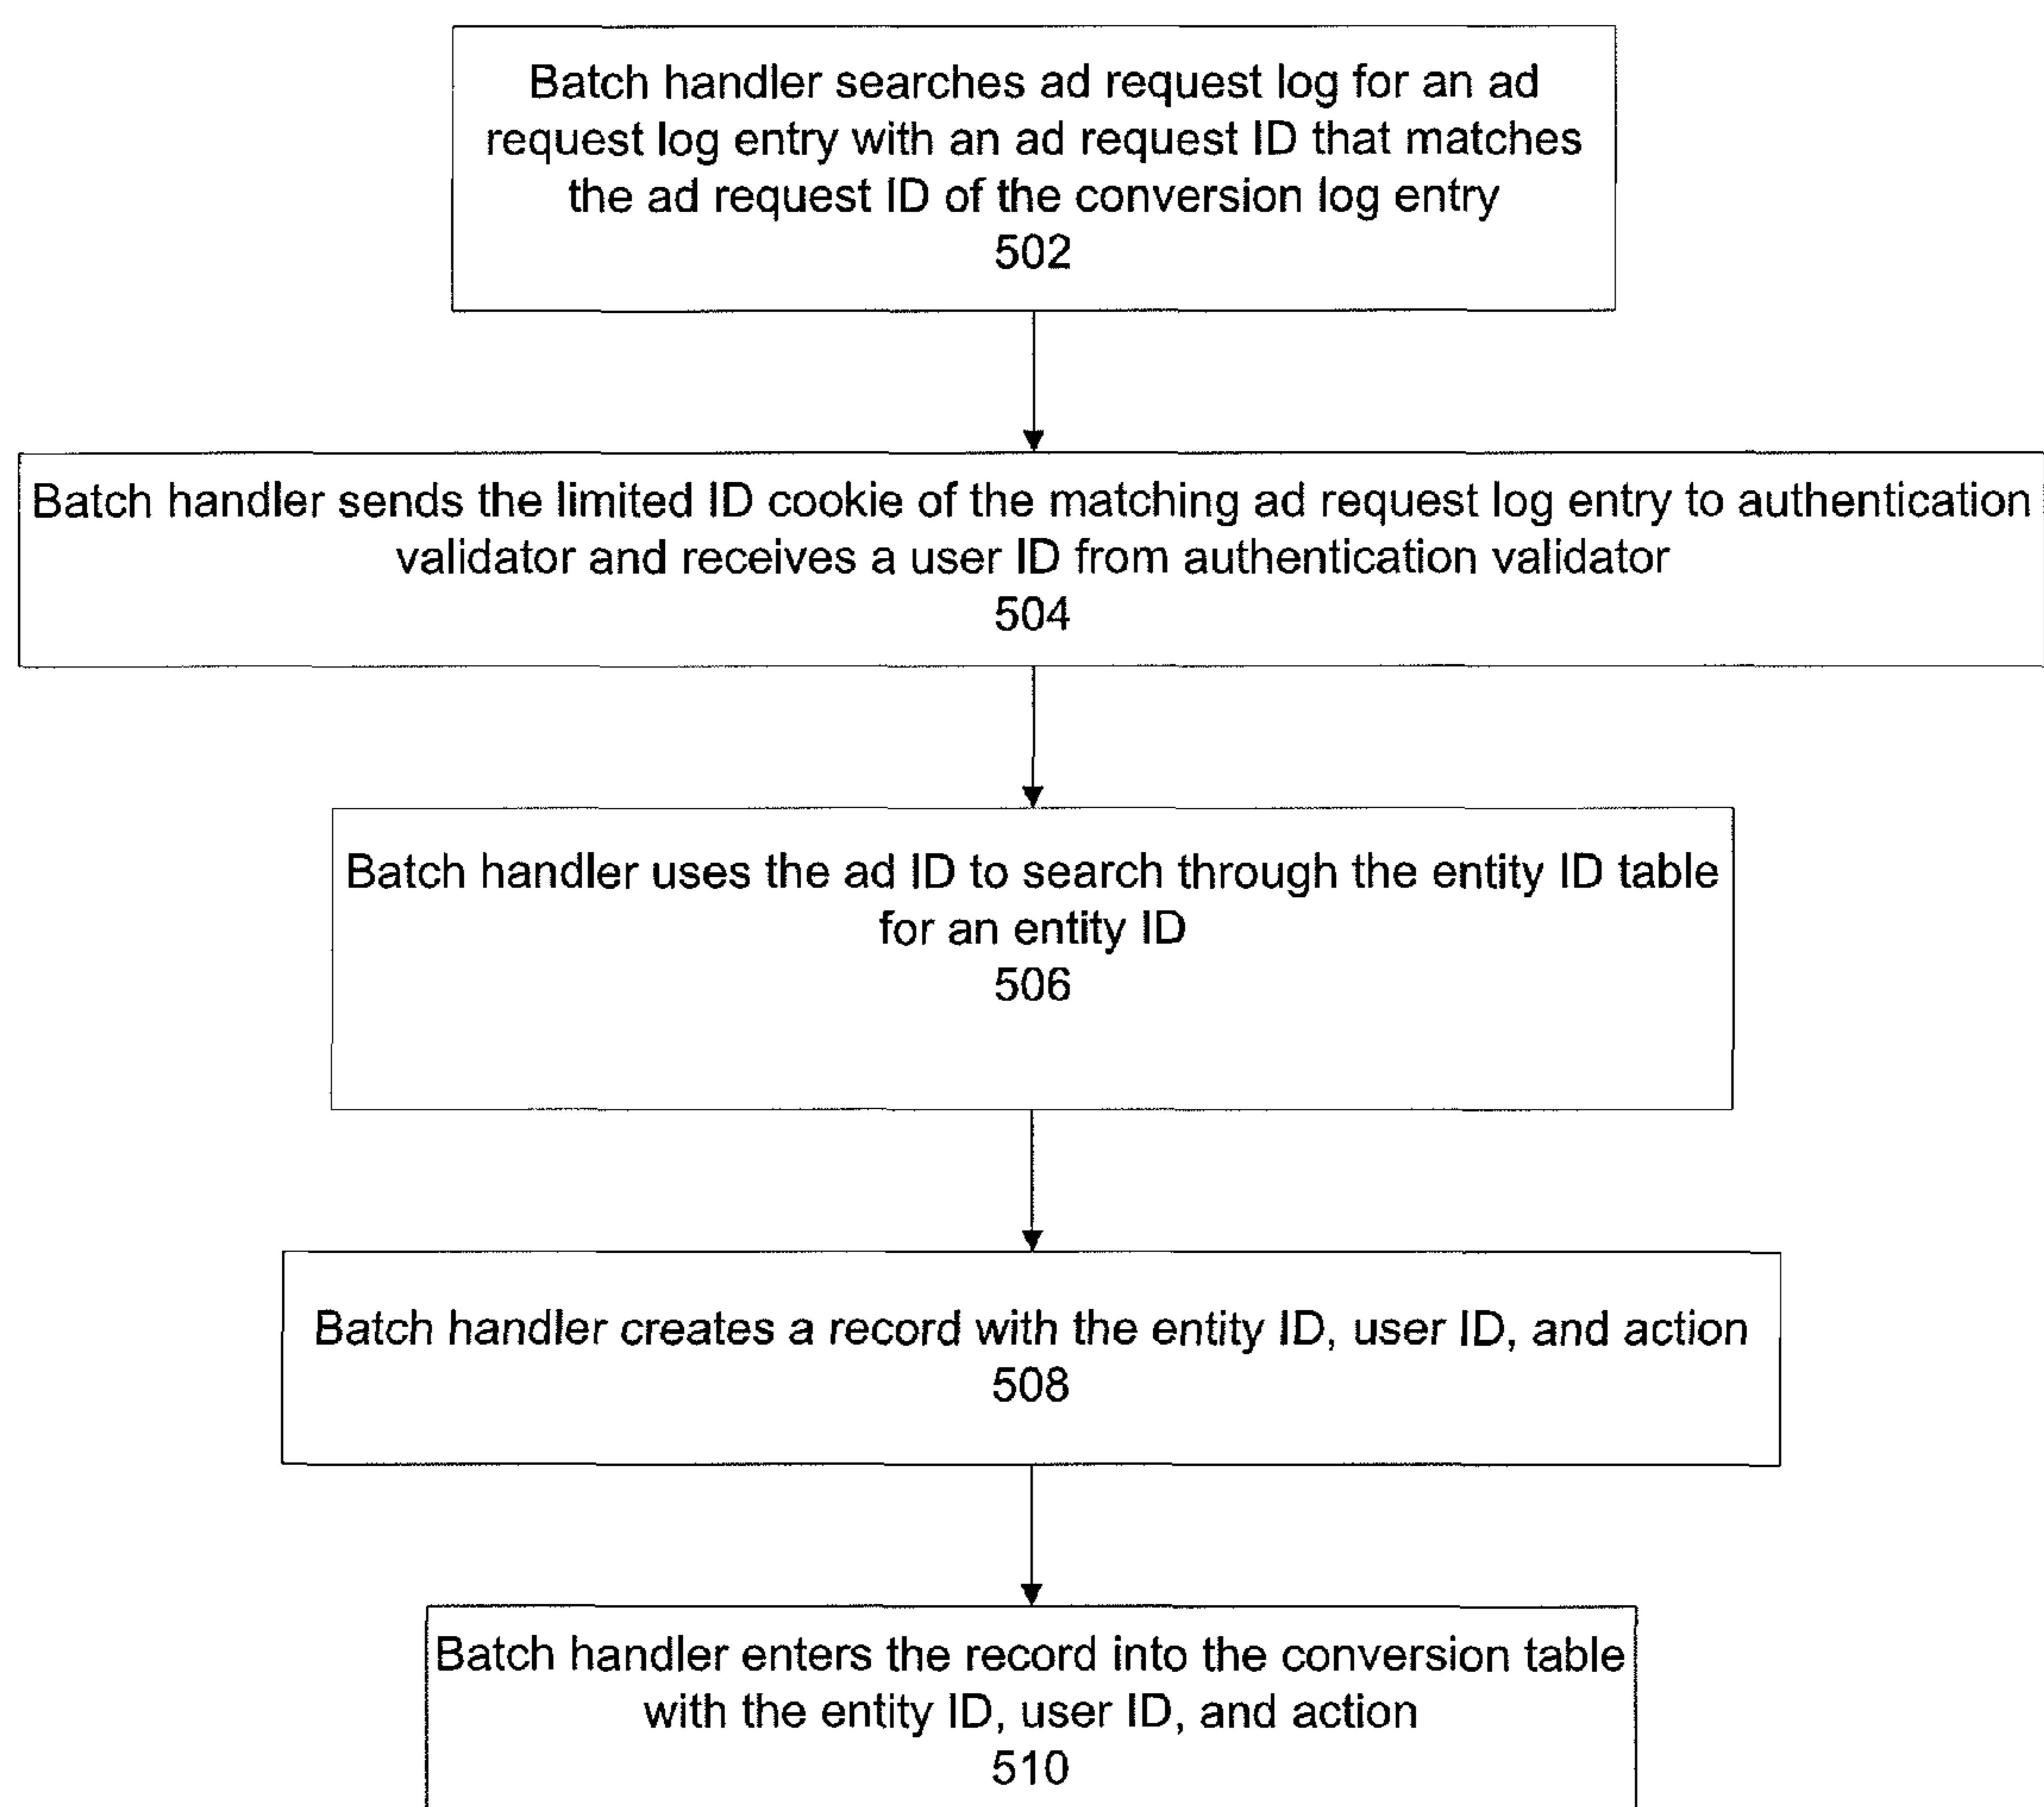 Batch handler searches ad request log for an ad
request log entry with an ad request ID that matches
the ad request ID of the conversion log entry
502
Batch handler sends the limited ID cookie of the matching ad request log entry to authentication
validator and receives a user ID from authentication validator
504
Batch handler uses the ad ID to search through the entity ID table
for an entity ID
506
Batch handler creates a record with the entity ID, user ID, and action
508
Batch handler enters the record into the conversion table
with the entity ID, user ID, and action
510